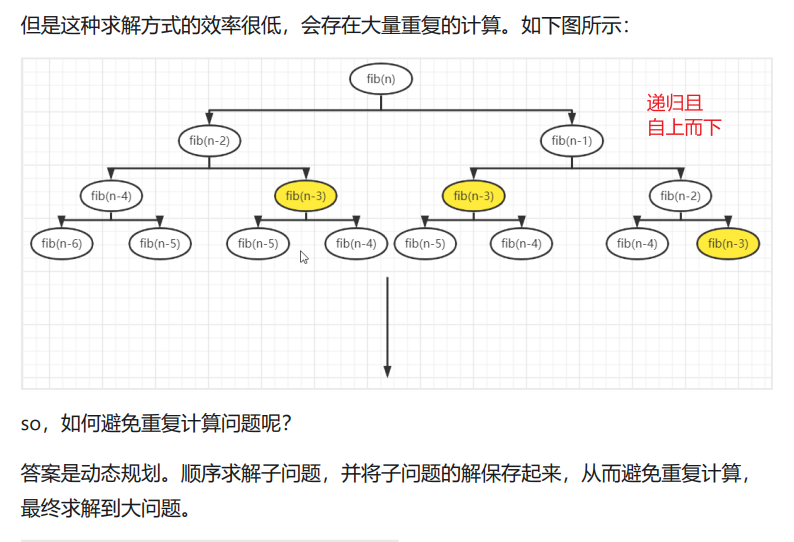 但是这种求解方式的效率很低，会存在大量重复的计算。如下图所示：
fib(n)
递归且
自上而下
fib(n-2)
fib(n-1)
fib(n-4)
fib(n-3)
fib(n-3)
fib(n-2)
fib(n-6)
fib(n-5)
fib(n-5)
fib(n-4)
fib(n-5)
fib(n-4)
fib(n-4)
fib(n-3)
so，如何避免重复计算问题呢？
答案是动态规划。顺序求解子问题，并将子问题的解保存起来，从而避免重复计算，
最终求解到大问题。